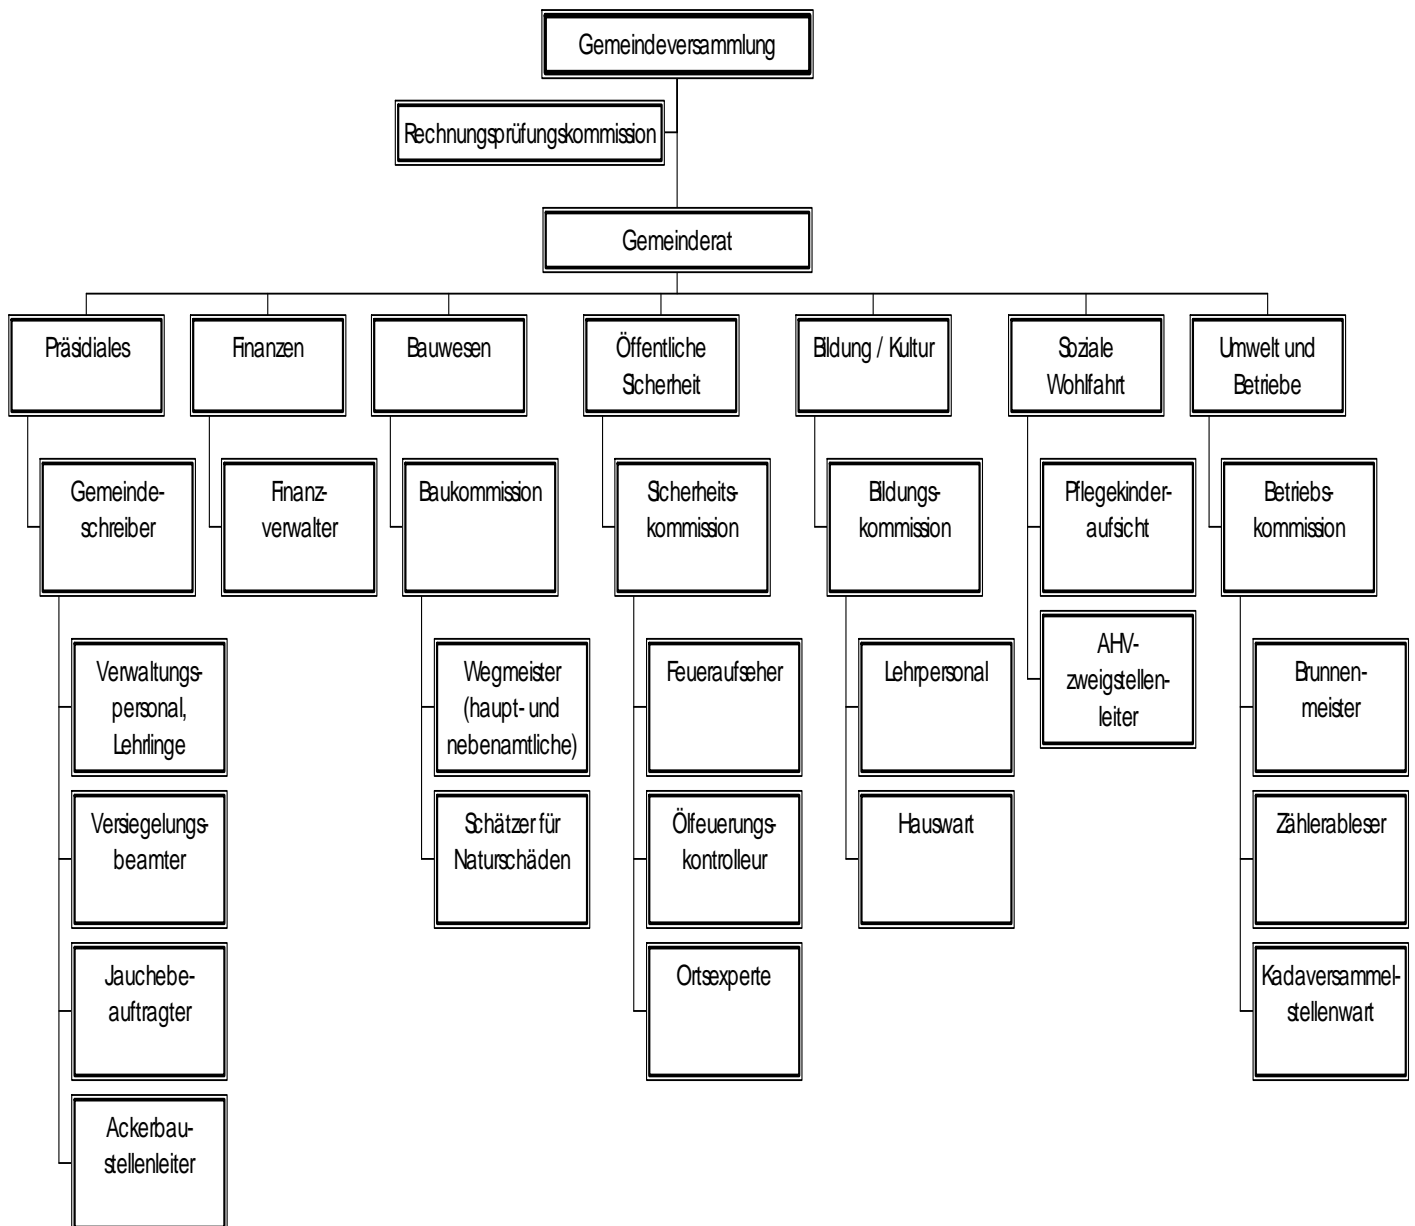 Gemeindeversammlung
Rechnungsprüfungskommission
Gemeinderat
Präsidiales
Finanzen
Bauwesen
Öffentliche
Sicherheit
Bildung / Kultur
Soziale
Wohlfahrt
Umwelt und
Betriebe
Gemeinde-
schreiber
Finanz-
verwalter
Baukommission
Sicherheits-
kommission
Bildungs-
kommission
Pflegekinder-
aufsicht
Betriebs-
kommission
Verwaltungs-
personal,
Lehrlinge
Wegmeister
(haupt- und
nebenamtliche)
Feueraufseher
Lehrpersonal
AHV-
zweigstellen-
leiter
Brunnen-
meister
Versiegelungs-
beamter
Schätzer für
Naturschäden
Ölfeuerungs-
kontrolleur
Hauswart
Zählerableser
Jauchebe-
auftragter
Ortsexperte
Kadaversammel-
stellenwart
Ackerbau-
stellenleiter